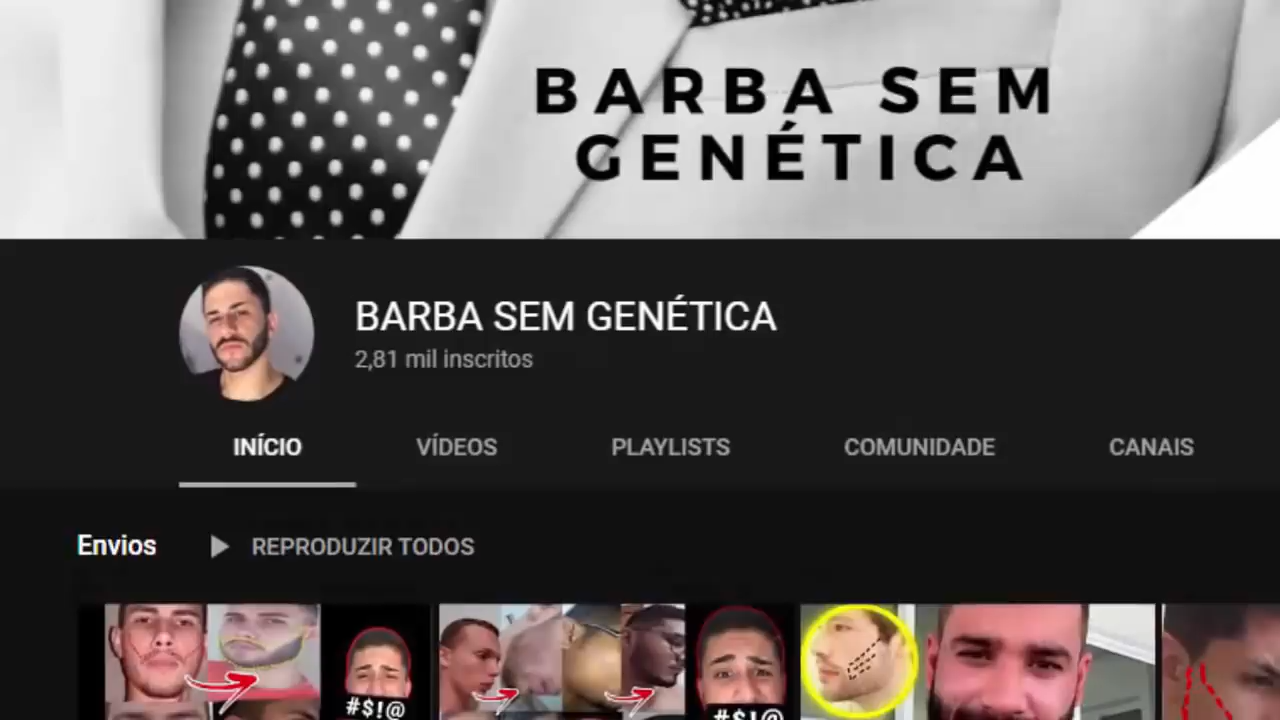 BARBA SEM
GENÉTICA
BARBA SEM GENÉTICA
2,81 mil inscritos
INÍCIO VÍDEOS PLAYLISTS COMUNIDADE CANAIS
Envios REPRODUZIR TODOS
#$!@ #$!@